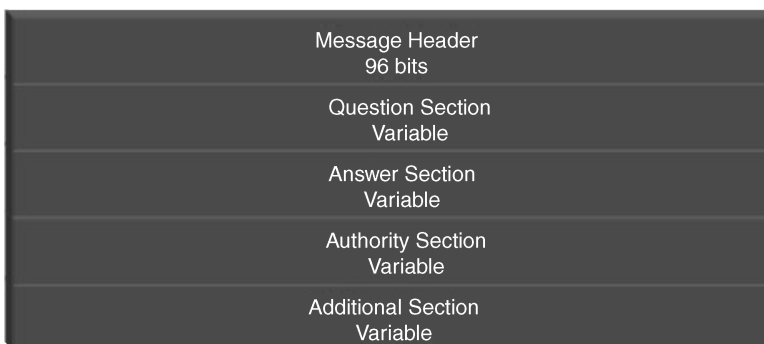 Message Header
96 bits
Question Section
Variable
Answer Section
Variable
Authority Section
Variable
Additional Section
Variable